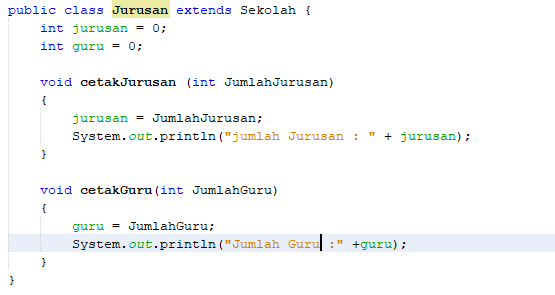 public class Jurusan extends Sekolah {
    int jurusan = 0;
    int guru = 0;

    void cetakJurusan (int JumlahJurusan)
    {
        jurusan = JumlahJurusan;
        System.out.println("jumlah Jurusan : " + jurusan);
    }

    void cetakGuru(int JumlahGuru)
    {
        guru = JumlahGuru;
        System.out.println("Jumlah Guru :" +guru);
    }
}